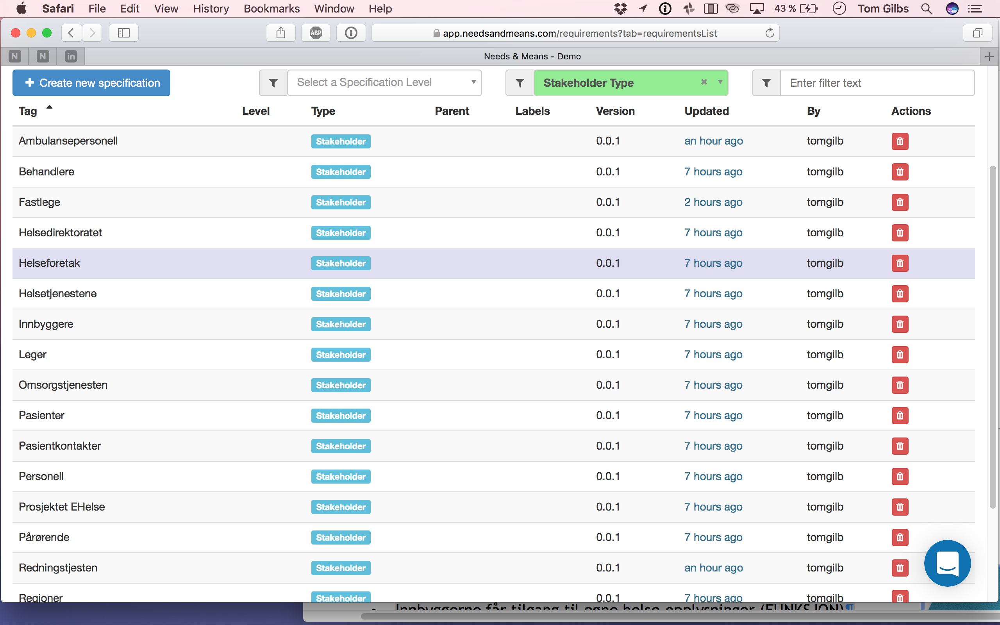 Safari File Edit View History Bookmarks Window Help 43 % Tom Gilbs
ABP app.needsandmeans.com/requirements?tab=requirementsList
N N in Needs & Means - Demo
+ Create new specification Select a Specification Level Stakeholder Type Enter filter text
Tag Level Type Parent Labels Version Updated By Actions
Ambulansepersonell Stakeholder 0.0.1 an hour ago tomgilb
Behandlere Stakeholder 0.0.1 7 hours ago tomgilb
Fastlege Stakeholder 0.0.1 2 hours ago tomgilb
Helsedirektoratet Stakeholder 0.0.1 7 hours ago tomgilb
Helseforetak Stakeholder 0.0.1 7 hours ago tomgilb
Helsetjenestene Stakeholder 0.0.1 7 hours ago tomgilb
Innbyggere Stakeholder 0.0.1 7 hours ago tomgilb
Leger Stakeholder 0.0.1 7 hours ago tomgilb
Omsorgstjenesten Stakeholder 0.0.1 7 hours ago tomgilb
Pasienter Stakeholder 0.0.1 7 hours ago tomgilb
Pasientkontakter Stakeholder 0.0.1 7 hours ago tomgilb
Personell Stakeholder 0.0.1 7 hours ago tomgilb
Prosjektet EHelse Stakeholder 0.0.1 7 hours ago tomgilb
Pårørende Stakeholder 0.0.1 7 hours ago tomgilb
Redningstjesten Stakeholder 0.0.1 an hour ago tomgilb
Regioner Stakeholder 0.0.1 7 hours ago tomgilb
• Innbyggerne får tilgang til egne helse opplysninger (FUNKSJON)¶